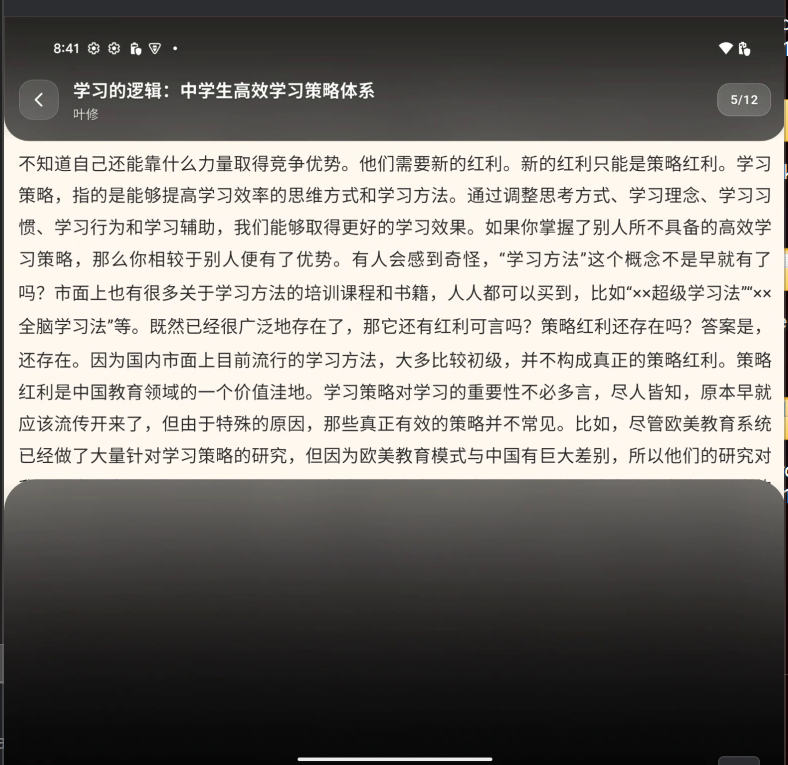 8:41
学习的逻辑：中学生高效学习策略体系
叶修
5/12
不知道自己还能靠什么力量取得竞争优势。他们需要新的红利。新的红利只能是策略红利。学习
策略，指的是能够提高学习效率的思维方式和学习方法。通过调整思考方式、学习理念、学习习
惯、学习行为和学习辅助，我们能够取得更好的学习效果。如果你掌握了别人所不具备的高效学
习策略，那么你相较于别人便有了优势。有人会感到奇怪，“学习方法”这个概念不是早就有了
吗？市面上也有很多关于学习方法的培训课程和书籍，人人都可以买到，比如“××超级学习法”“××
全脑学习法”等。既然已经很广泛地存在了，那它还有红利可言吗？策略红利还存在吗？答案是，
还存在。因为国内市面上目前流行的学习方法，大多比较初级，并不构成真正的策略红利。策略
红利是中国教育领域的一个价值洼地。学习策略对学习的重要性不必多言，尽人皆知，原本早就
应该流传开来了，但由于特殊的原因，那些真正有效的策略并不常见。比如，尽管欧美教育系统
已经做了大量针对学习策略的研究，但因为欧美教育模式与中国有巨大差别，所以他们的研究对